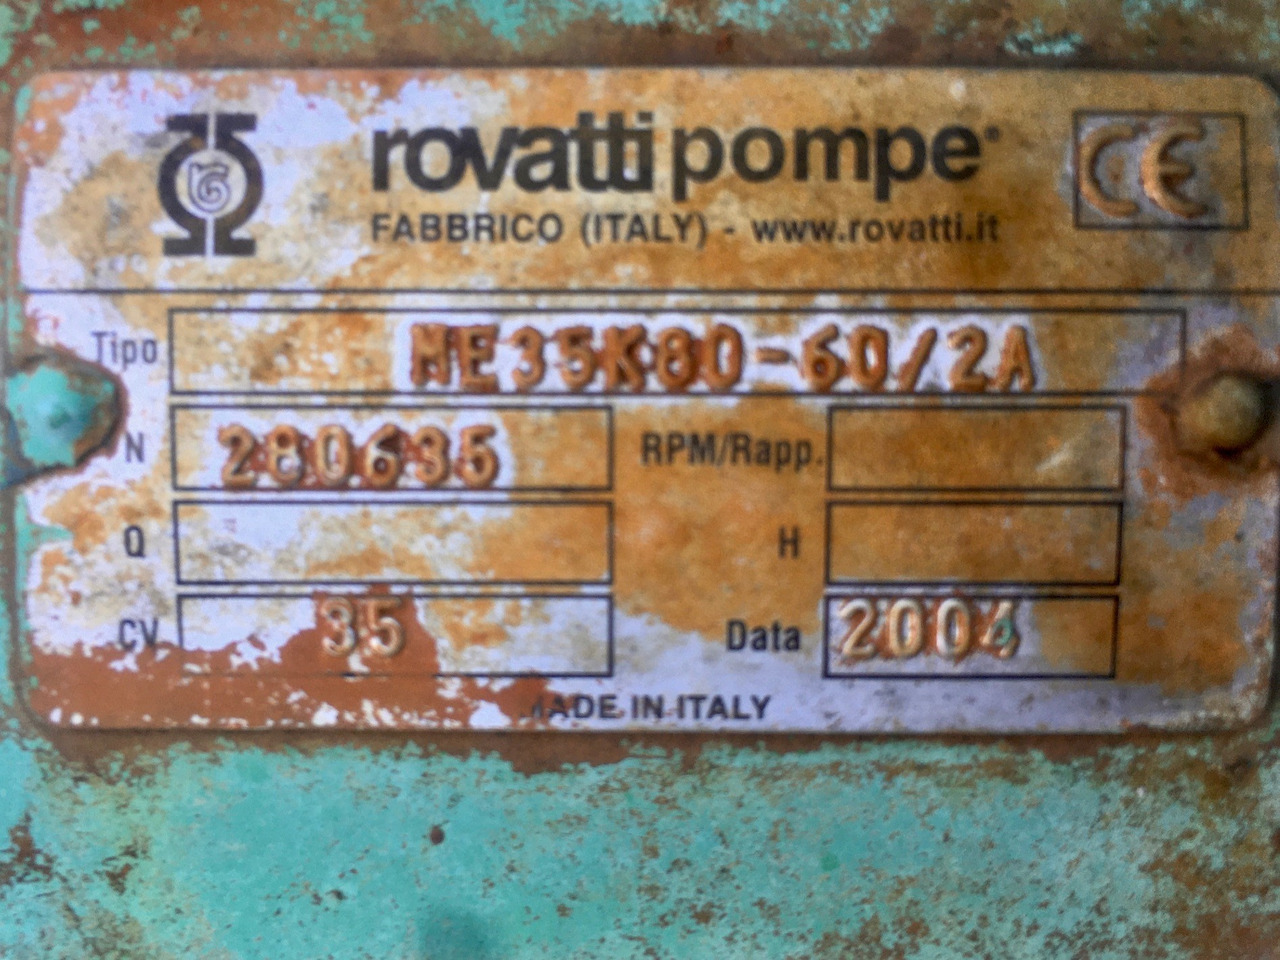 rovatti pompe
FABBRICO (ITALY) - www.rovatti.it
CE
Tipo ME35K80-60/2A
N 280635 RPM/Rapp.
Q H
CV 35 Data 2004
MADE IN ITALY